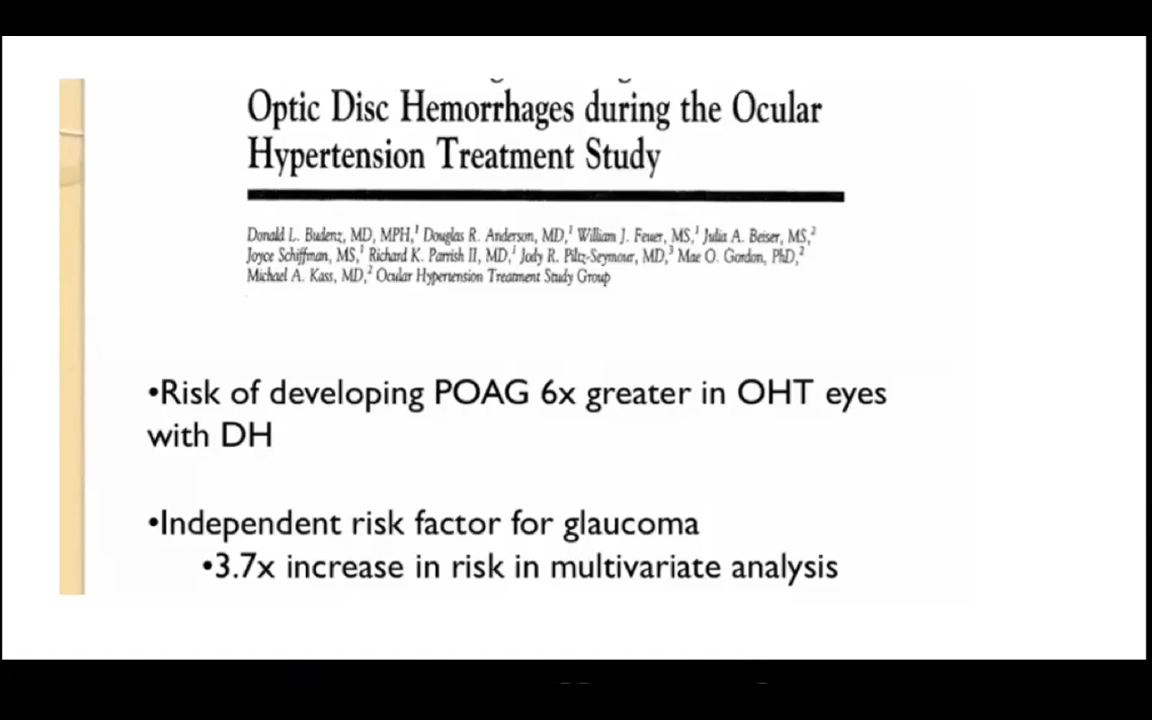 Optic Disc Hemorrhages during the Ocular
Hypertension Treatment Study
Donald L. Budenz, MD, MPH,¹ Douglas R. Anderson, MD,¹ William J. Feuer, MS,¹ Julia A. Beiser, MS,²
Joyce Schiffman, MS,¹ Richard K. Parrish II, MD,¹ Jody R. Piltz-Seymour, MD,³ Mae O. Gordon, PhD,²
Michael A. Kass, MD,² Ocular Hypertension Treatment Study Group
•Risk of developing POAG 6x greater in OHT eyes
with DH
•Independent risk factor for glaucoma
•3.7x increase in risk in multivariate analysis